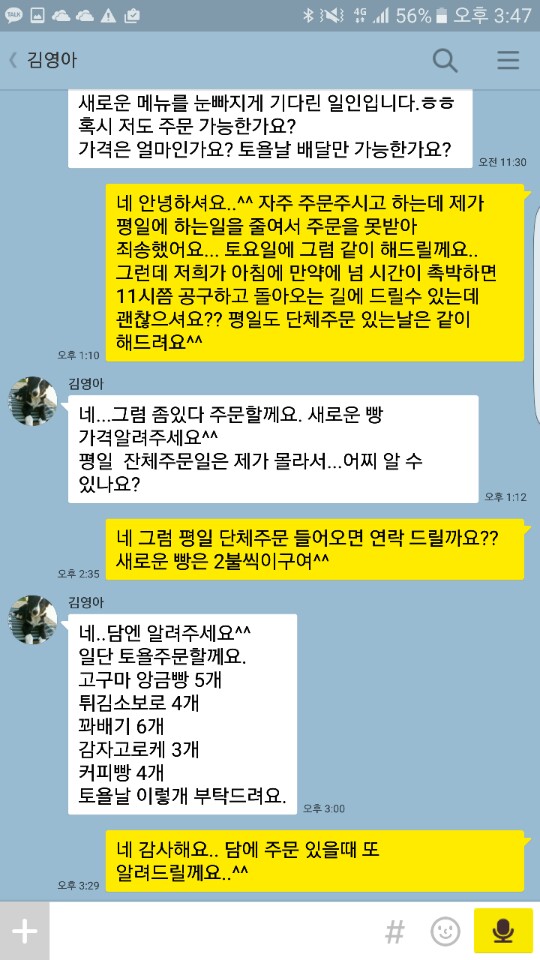 TALK
4G
56%
오후 3:47
김영아
새로운 메뉴를 눈빠지게 기다린 일인입니다.ㅎㅎ
혹시 저도 주문 가능한가요?
가격은 얼마인가요? 토욜날 배달만 가능한가요?
오전 11:30
네 안녕하셔요..^^ 자주 주문주시고 하는데 제가
평일에 하는일을 줄여서 주문을 못받아
죄송했어요... 토요일에 그럼 같이 해드릴께요..
그런데 저희가 아침에 만약에 넘 시간이 촉박하면
11시쯤 공구하고 돌아오는 길에 드릴수 있는데
괜찮으셔요?? 평일도 단체주문 있는날은 같이
해드려요^^
오후 1:10
김영아
네...그럼 좀있다 주문할께요. 새로운 빵
가격알려주세요^^
평일 잔체주문일은 제가 몰라서...어찌 알 수
있나요?
오후 1:12
네 그럼 평일 단체주문 들어오면 연락 드릴까요??
새로운 빵은 2불씩이구여^^
오후 2:35
김영아
네..담엔 알려주세요^^
일단 토욜주문할께요.
고구마 앙금빵 5개
튀김소보로 4개
꽈배기 6개
감자고로케 3개
커피빵 4개
토욜날 이렇개 부탁드려요.
오후 3:00
네 감사해요.. 담에 주문 있을때 또
알려드릴께요..^^
오후 3:29
#